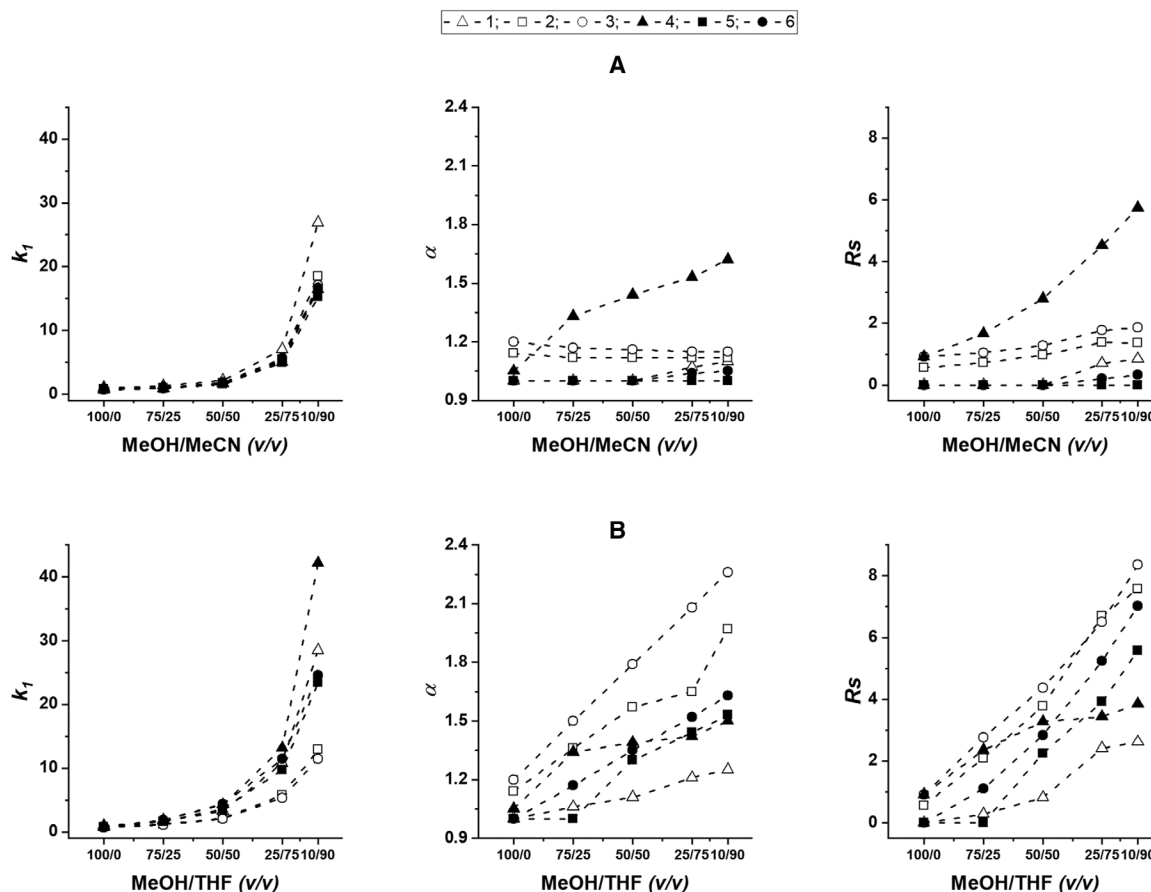 1; 2; 3; 4; 5; 6
A
40
30
20
10
0
k1
100/0 75/25 50/50 25/75 10/90
MeOH/MeCN (v/v)
2.4
2.1
1.8
1.5
1.2
0.9
α
100/0 75/25 50/50 25/75 10/90
MeOH/MeCN (v/v)
8
6
4
2
0
Rs
100/0 75/25 50/50 25/75 10/90
MeOH/MeCN (v/v)
B
40
30
20
10
0
k1
100/0 75/25 50/50 25/75 10/90
MeOH/THF (v/v)
2.4
2.1
1.8
1.5
1.2
0.9
α
100/0 75/25 50/50 25/75 10/90
MeOH/THF (v/v)
8
6
4
2
0
Rs
100/0 75/25 50/50 25/75 10/90
MeOH/THF (v/v)